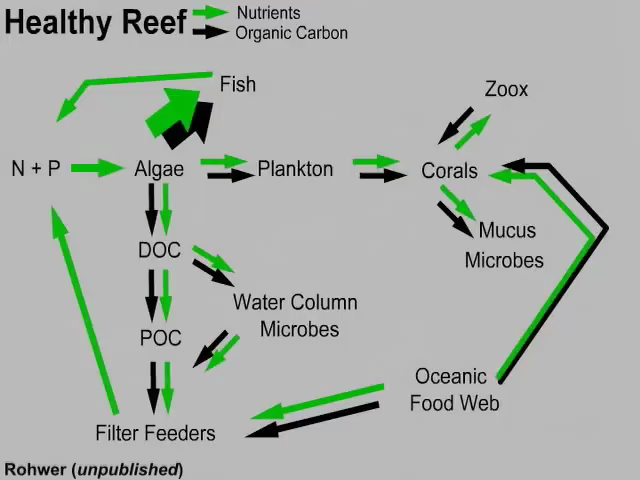 Healthy Reef
Nutrients
Organic Carbon
Fish
Zoox
N + P
Algae
Plankton
Corals
DOC
Mucus
Microbes
Water Column
Microbes
POC
Oceanic
Food Web
Filter Feeders
Rohwer (unpublished)